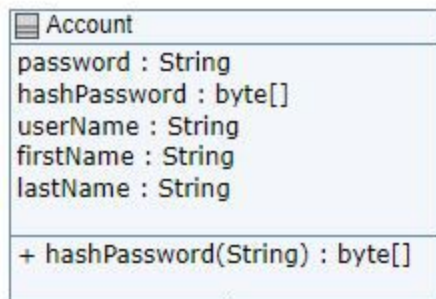 Account
password : String
hashPassword : byte[]
userName : String
firstName : String
lastName : String
+ hashPassword(String) : byte[]